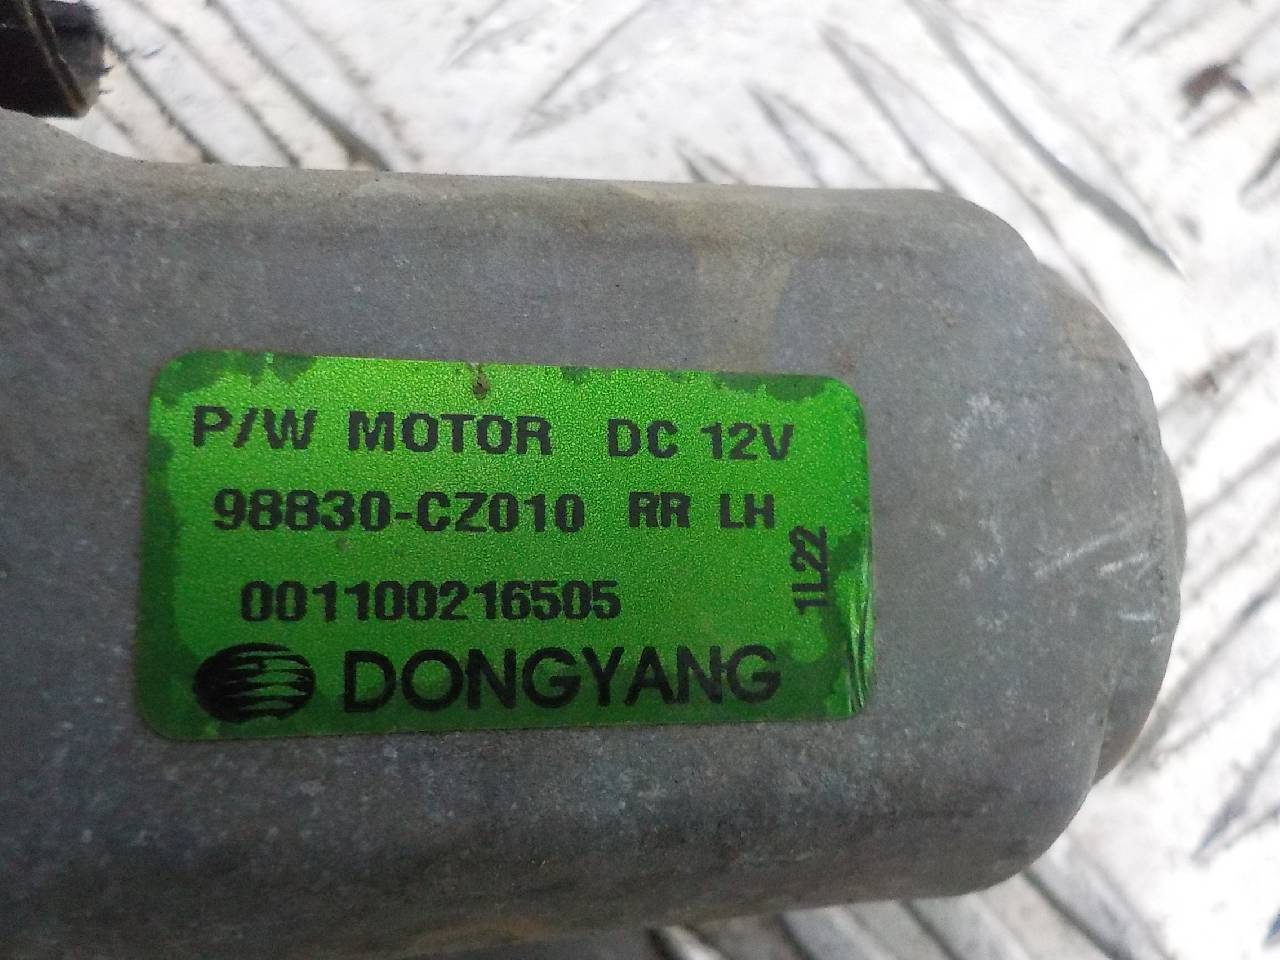 P/W MOTOR DC 12V
98830-CZ010 RR LH
001100216505
1L22
DONGYANG